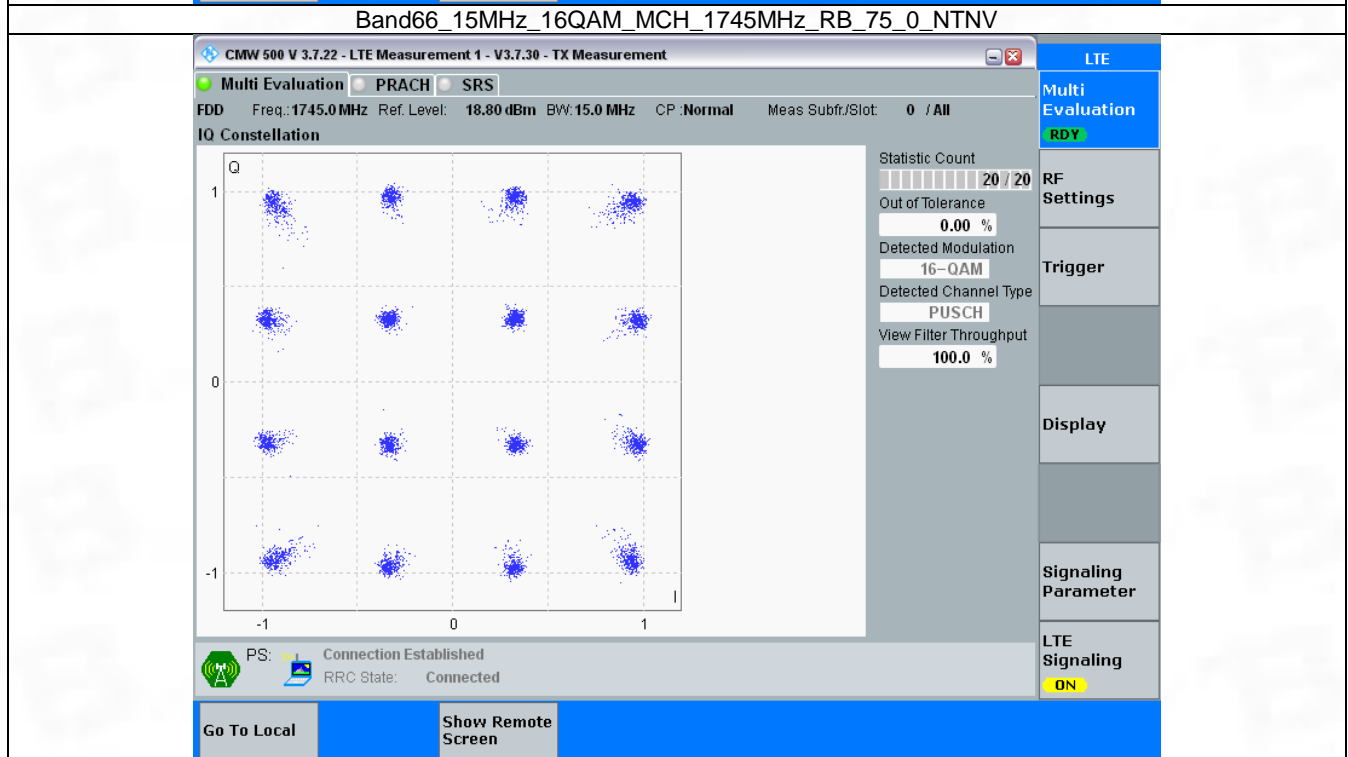 Band66_15MHz_16QAM_MCH_1745MHz_RB_75_0_NTNV
CMW 500 V 3.7.22 - LTE Measurement 1 - V3.7.30 - TX Measurement
LTE
Multi Evaluation PRACH SRS
Multi
Evaluation
RDY
FDD Freq.:1745.0 MHz Ref. Level: 18.80 dBm BW:15.0 MHz CP :Normal Meas Subfr./Slot: 0 / All
IQ Constellation
Q
1
0
-1
I
-1 0 1
Statistic Count
20 / 20
Out of Tolerance
0.00 %
Detected Modulation
16-QAM
Detected Channel Type
PUSCH
View Filter Throughput
100.0 %
RF
Settings
Trigger
Display
Signaling
Parameter
LTE
Signaling
ON
PS: Connection Established
RRC State: Connected
Go To Local
Show Remote
Screen